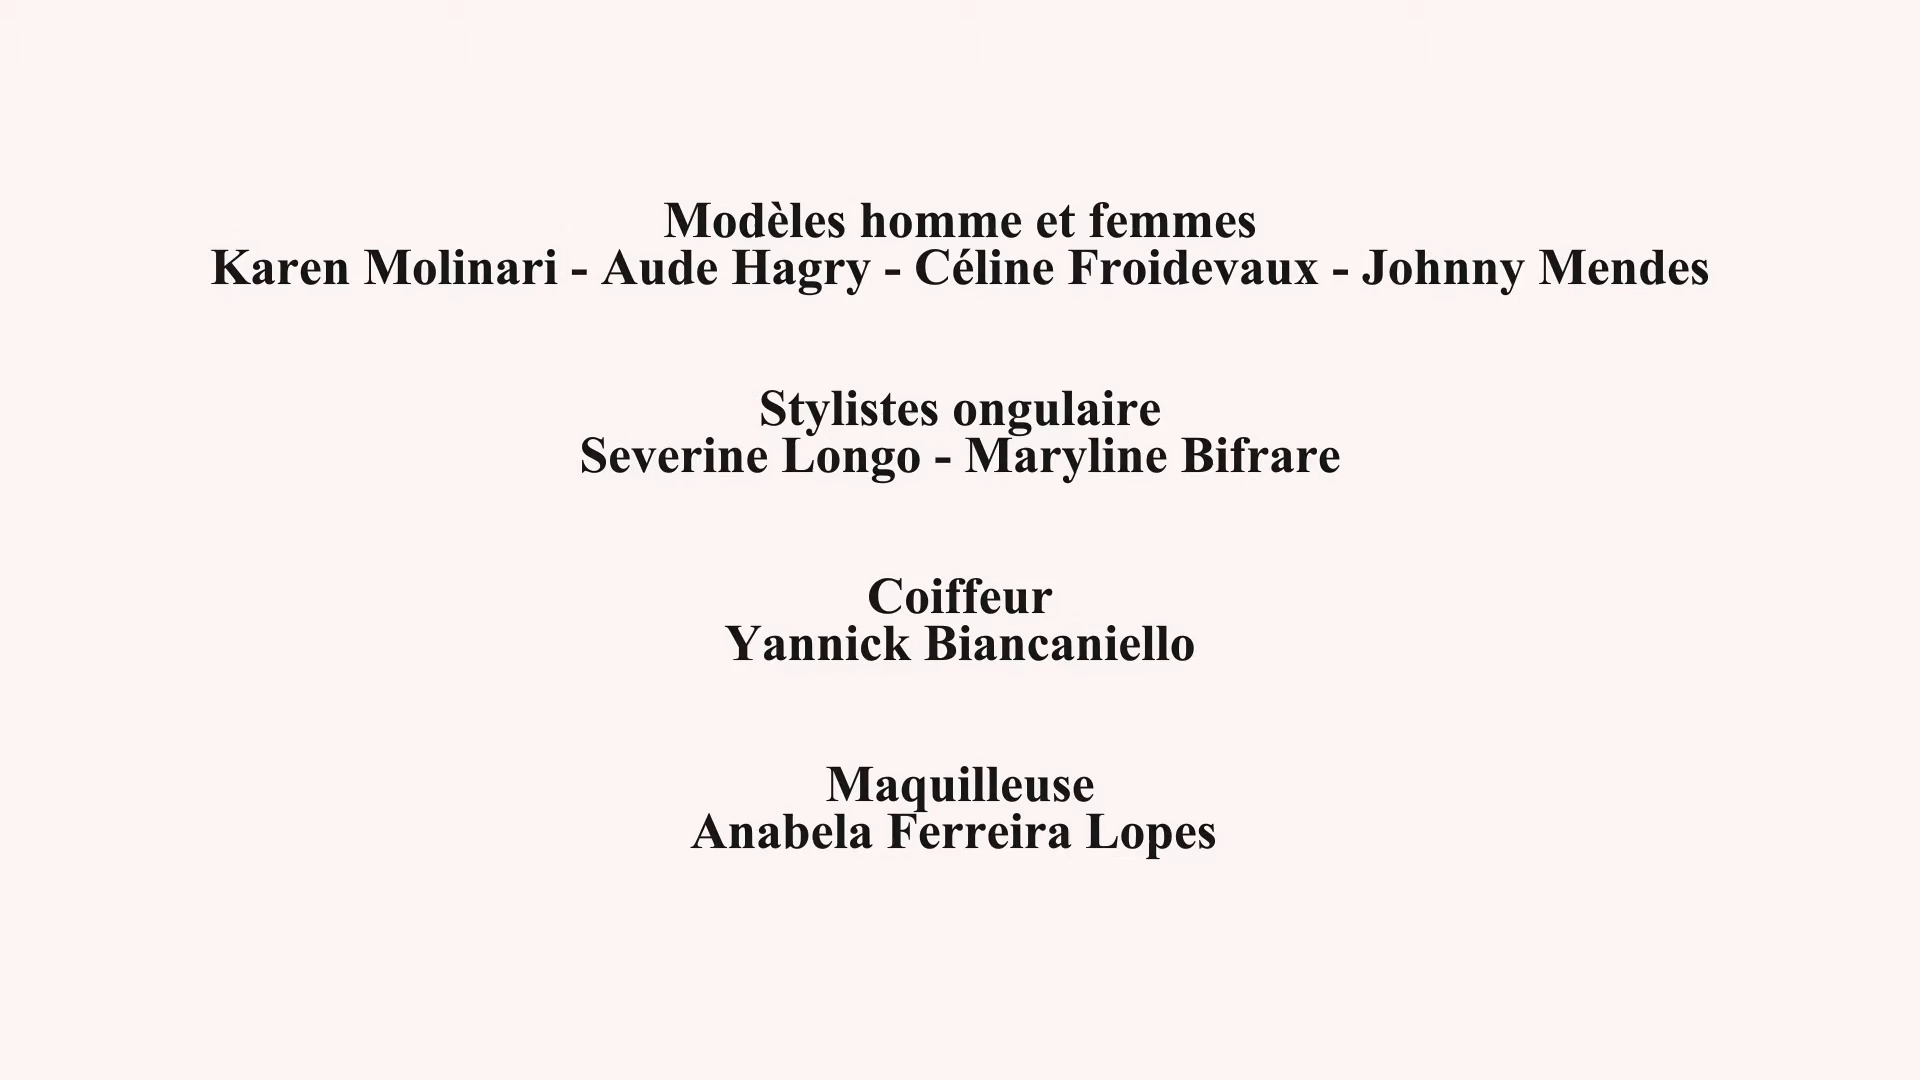 Modèles homme et femmes
Karen Molinari - Aude Hagry - Céline Froidevaux - Johnny Mendes
Stylistes ongulaire
Severine Longo - Maryline Bifrare
Coiffeur
Yannick Biancaniello
Maquilleuse
Anabela Ferreira Lopes